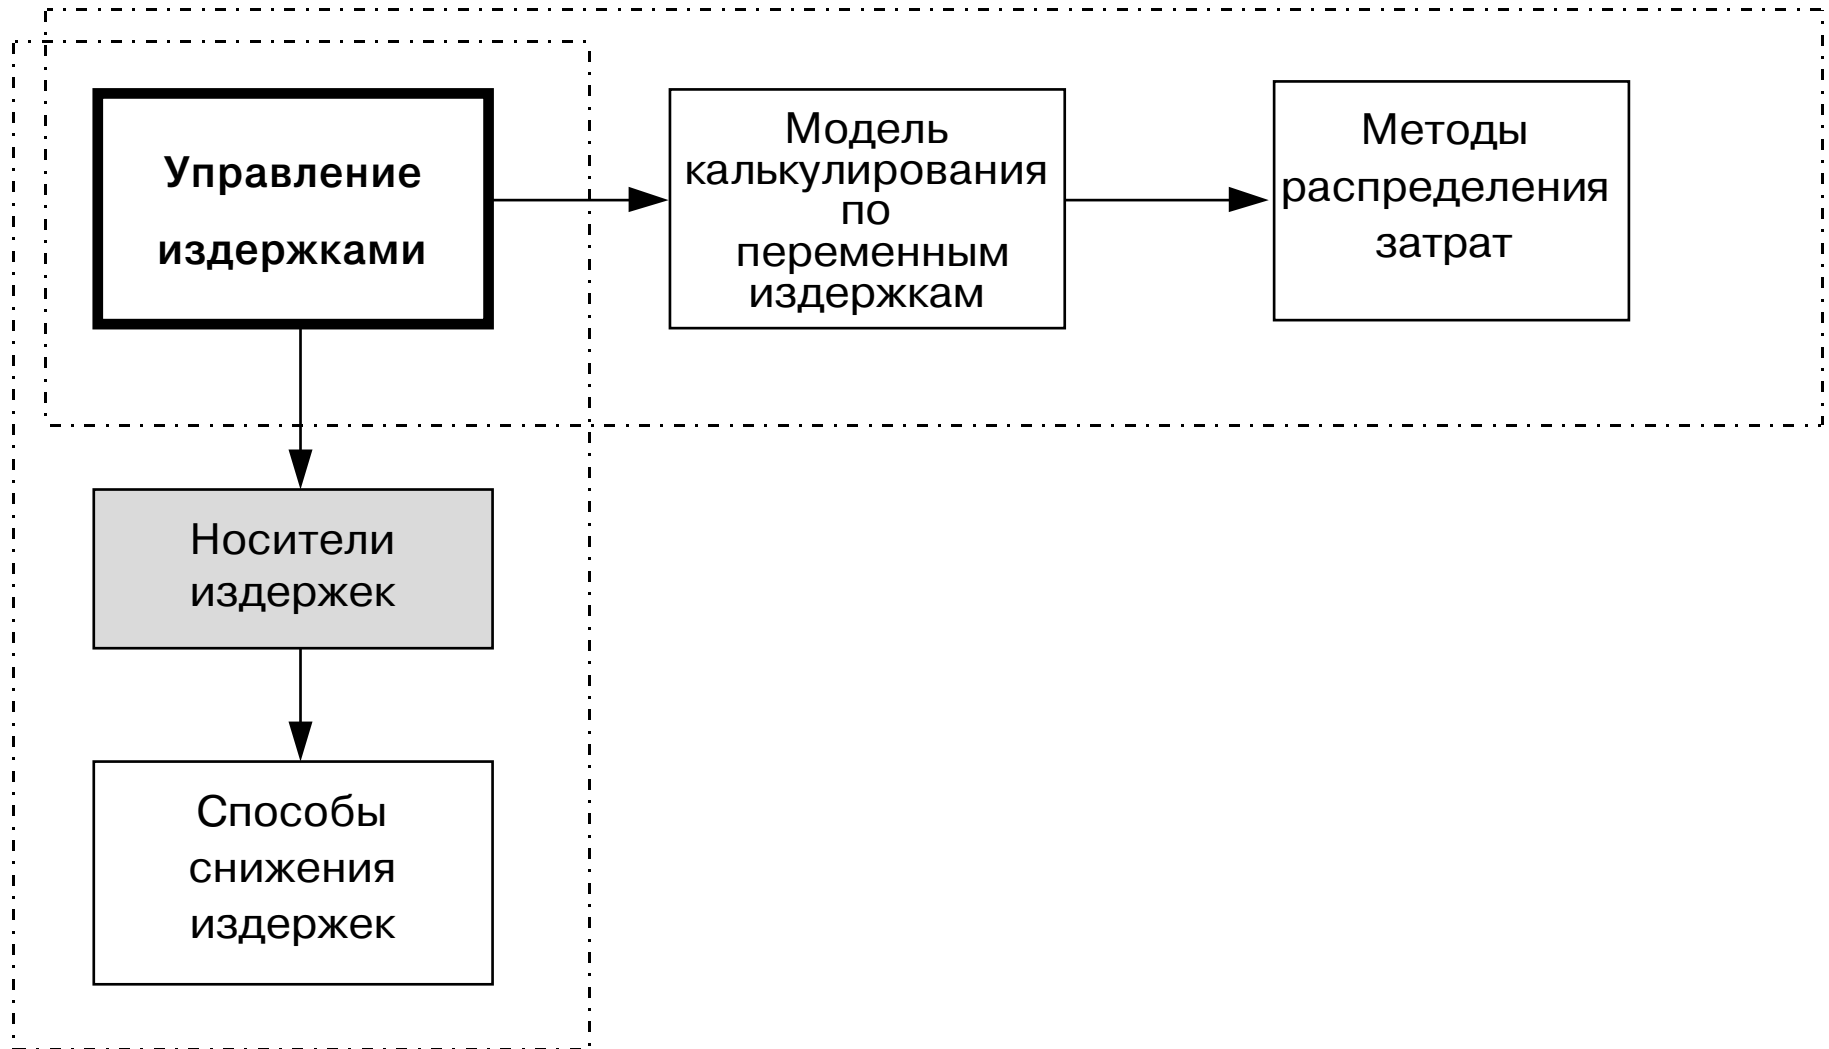 Управление
издержками
Модель
калькулирования
по
переменным
издержкам
Методы
распределения
затрат
Носители
издержек
Способы
снижения
издержек